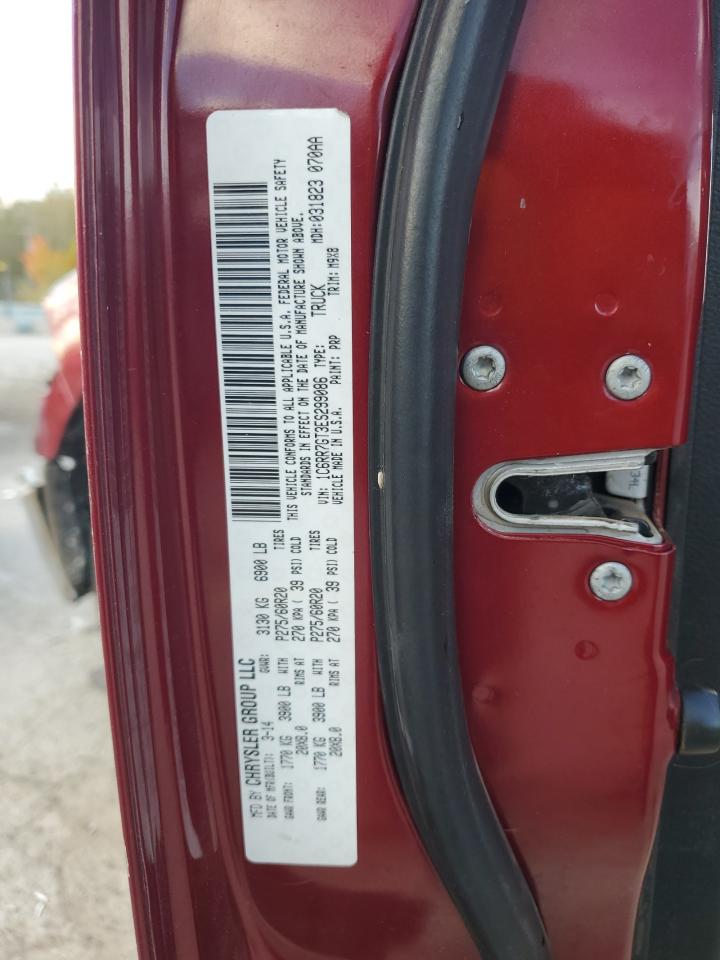 MFD BY CHRYSLER GROUP LLC
DATE OF MFR(BUILT): 3-14 GVWR: 3130 KG 6900 LB
GAWR FRONT: 1770 KG 3900 LB WITH P275/60R20 TIRES
20X8.0 RIMS AT 270 KPA ( 39 PSI) COLD
GAWR REAR: 1770 KG 3900 LB WITH P275/60R20 TIRES
20X8.0 RIMS AT 270 KPA ( 39 PSI) COLD
THIS VEHICLE CONFORMS TO ALL APPLICABLE U.S.A. FEDERAL MOTOR VEHICLE SAFETY
STANDARDS IN EFFECT ON THE DATE OF MANUFACTURE SHOWN ABOVE.
VIN: 1C6RR7GT3ES299086 TYPE: TRUCK MDH:031823 070AA
VEHICLE MADE IN U.S.A. PAINT: PRP TRIM: M9X8